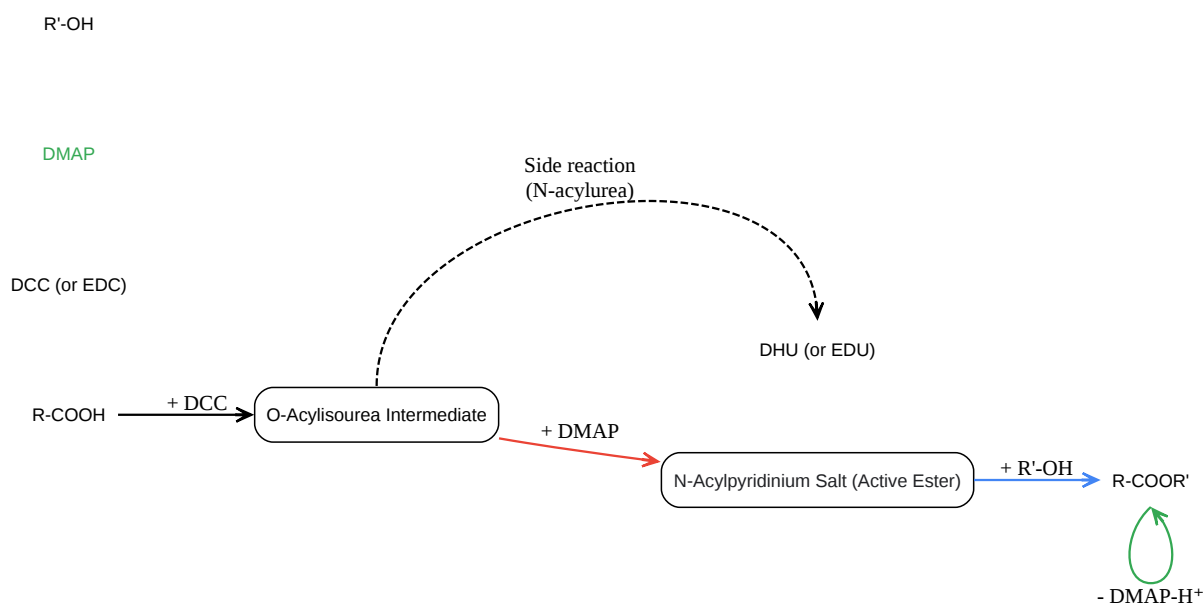 R'-OH
DMAP
Side reaction
(N-acylurea)
DCC (or EDC)
DHU (or EDU)
R-COOH
+ DCC
O-Acylisourea Intermediate
+ DMAP
N-Acylpyridinium Salt (Active Ester)
+ R'-OH
R-COOR'
- DMAP-H⁺